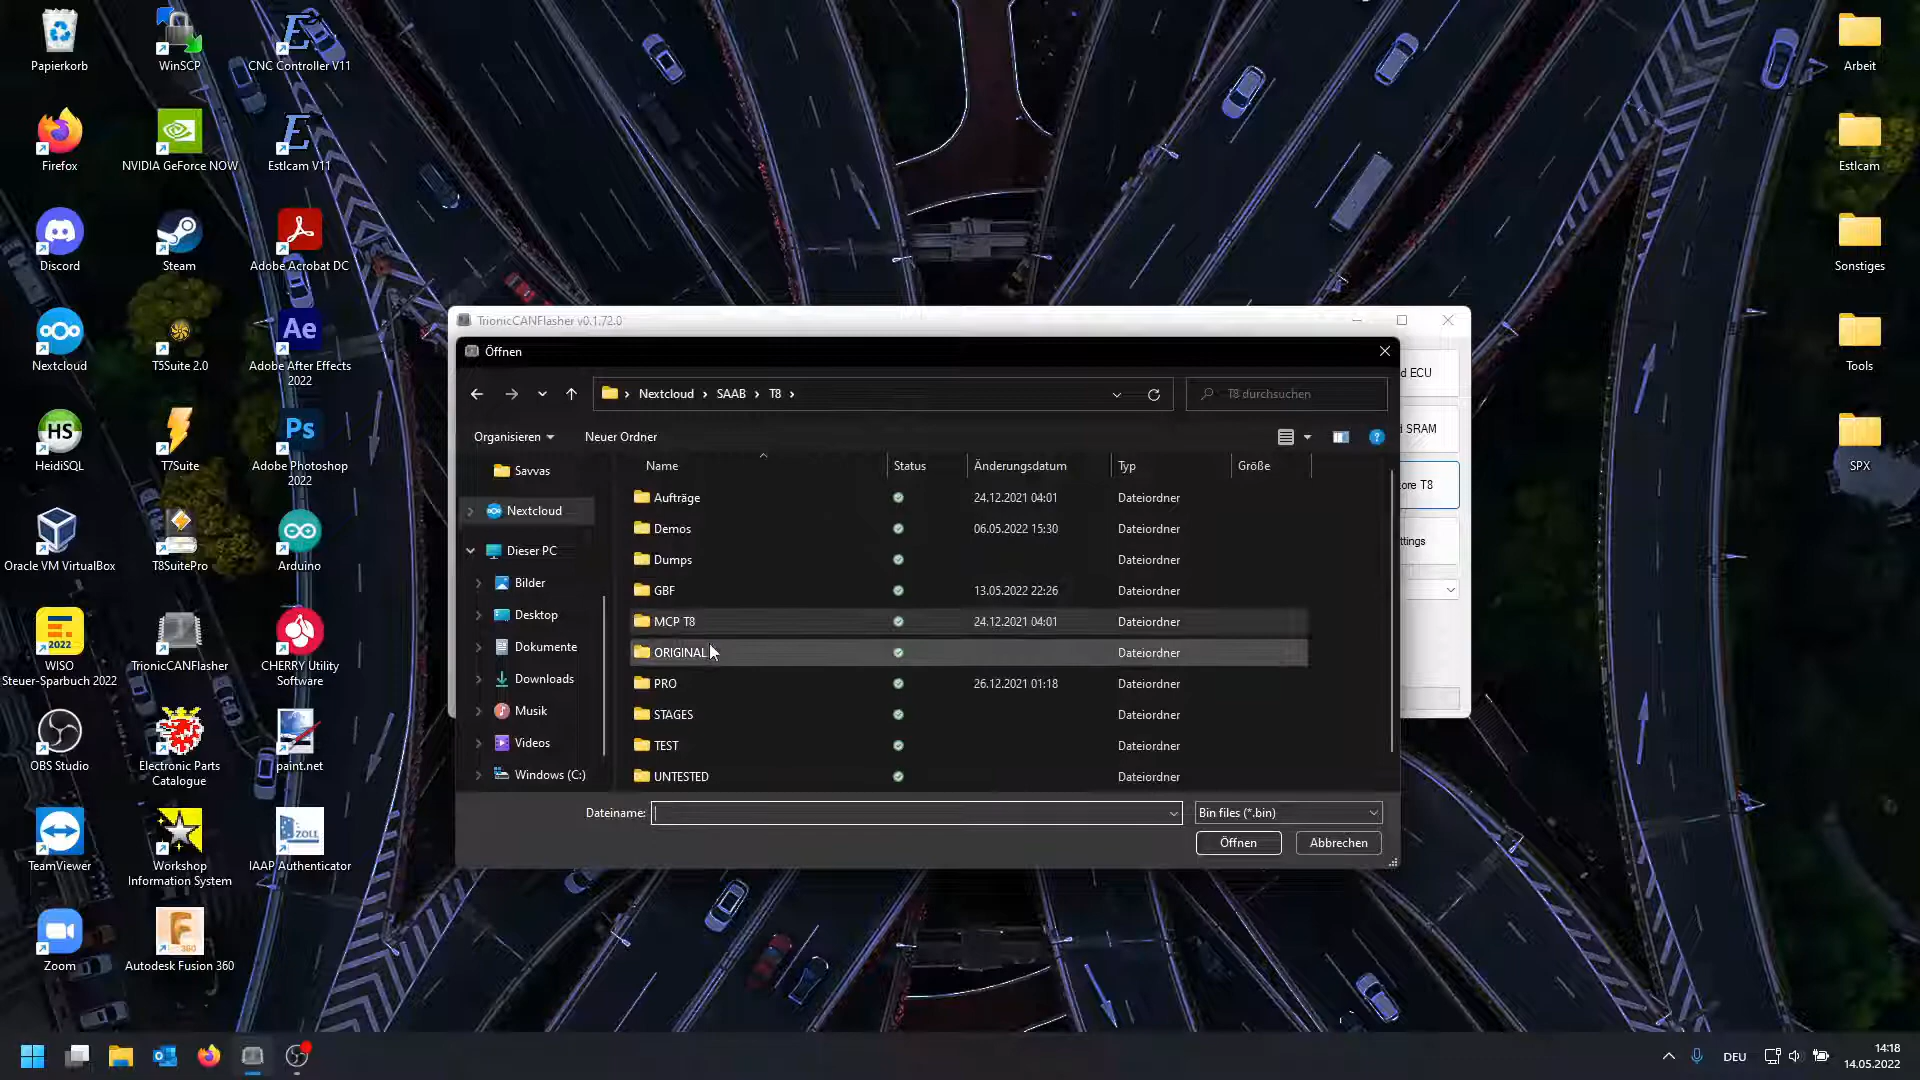 Papierkorb
WinSCP
CNC Controller V11
Firefox
NVIDIA GeForce NOW
Estlcam V11
Discord
Steam
Adobe Acrobat DC
Nextcloud
T5Suite 2.0
Adobe After Effects
2022
HeidiSQL
T7Suite
Adobe Photoshop
2022
Oracle VM VirtualBox
T8SuitePro
Arduino
WISO
Steuer-Sparbuch 2022
TrionicCANFlasher
CHERRY Utility
Software
OBS Studio
Electronic Parts
Catalogue
paint.net
TeamViewer
Workshop
Information System
IAAP Authenticator
Zoom
Autodesk Fusion 360
Arbeit
Estlcam
Sonstiges
Tools
SPX
E
E
Ae
HS
Ps
2022
ZOLL
360
TrionicCANFlasher v0.1.72.0
d ECU
d SRAM
ore T8
ttings
Öffnen
Nextcloud > SAAB > T8 >
T8 durchsuchen
Organisieren
Neuer Ordner
Savvas
Nextcloud
Dieser PC
Bilder
Desktop
Dokumente
Downloads
Musik
Videos
Windows (C:)
Name Status Änderungsdatum Typ Größe
Aufträge 24.12.2021 04:01 Dateiordner
Demos 06.05.2022 15:30 Dateiordner
Dumps Dateiordner
GBF 13.05.2022 22:26 Dateiordner
MCP T8 24.12.2021 04:01 Dateiordner
ORIGINAL Dateiordner
PRO 26.12.2021 01:18 Dateiordner
STAGES Dateiordner
TEST Dateiordner
UNTESTED Dateiordner
Dateiname:
Bin files (*.bin)
Öffnen
Abbrechen
DEU
14:18
14.05.2022